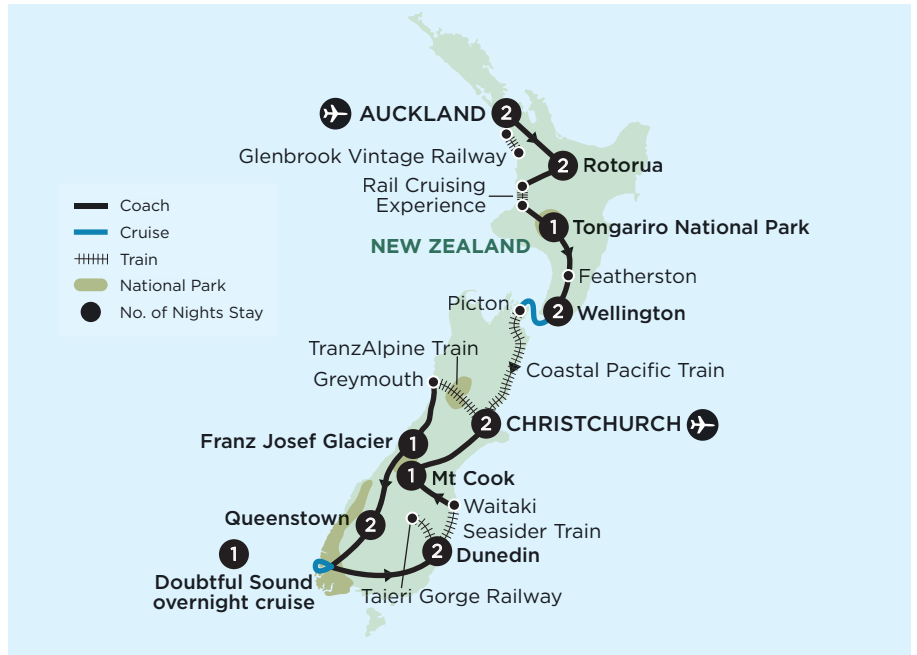 AUCKLAND 2
Glenbrook Vintage Railway
2 Rotorua
Rail Cruising
Experience
1 Tongariro National Park
NEW ZEALAND
Featherston
Picton
2 Wellington
Coach
Cruise
Train
National Park
No. of Nights Stay
TranzAlpine Train
Greymouth
Coastal Pacific Train
2 CHRISTCHURCH
Franz Josef Glacier 1
1 Mt Cook
Waitaki
Seasider Train
Queenstown 2
2 Dunedin
1
Doubtful Sound
overnight cruise
Taieri Gorge Railway